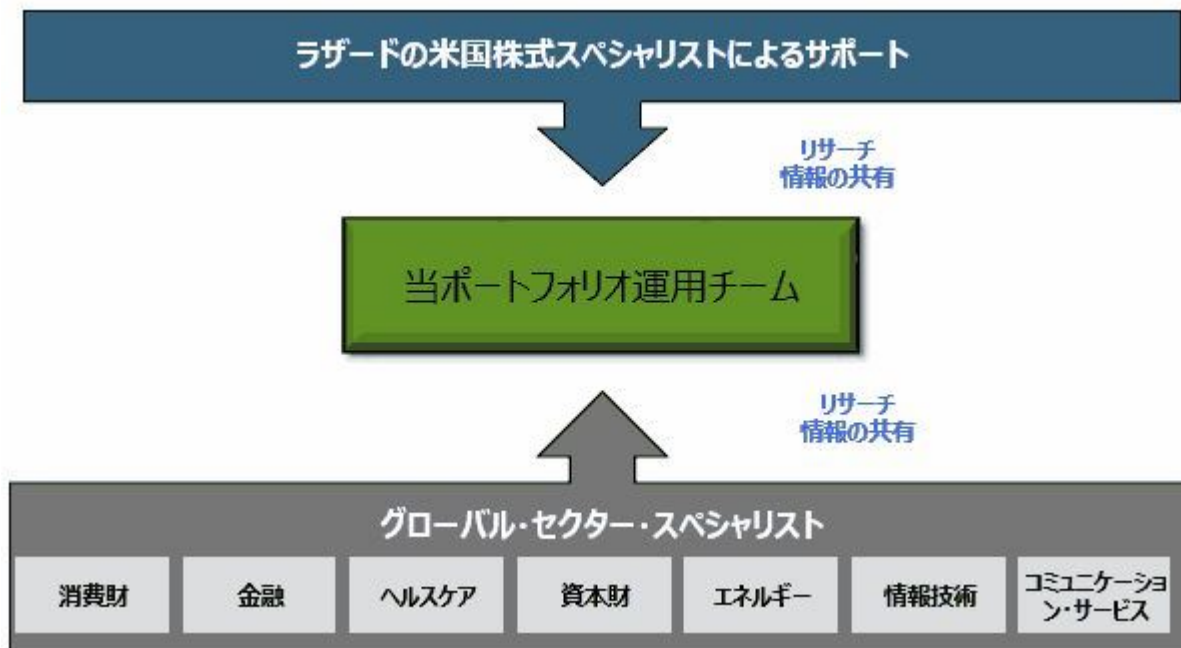 ラザードの米国株式スペシャリストによるサポート
リサーチ
情報の共有
当ポートフォリオ運用チーム
リサーチ
情報の共有
グローバル・セクター・スペシャリスト
消費財
金融
ヘルスケア
資本財
エネルギー
情報技術
コミュニケーショ
ン・サービス